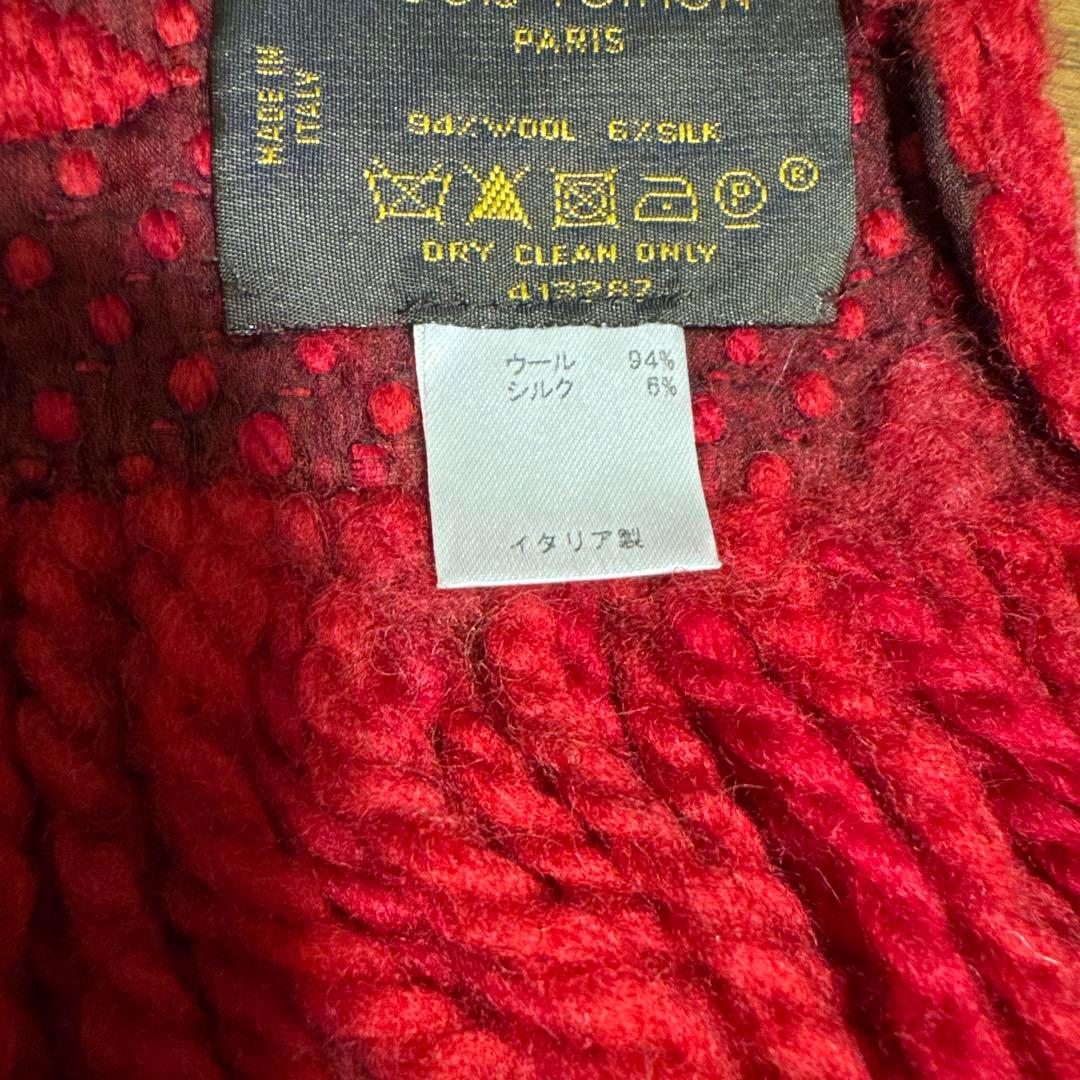 PARIS
MADE IN
ITALY
94%WOOL 6%SILK
P
®
DRY CLEAN ONLY
ウール 94%
シルク 6%
イタリア製